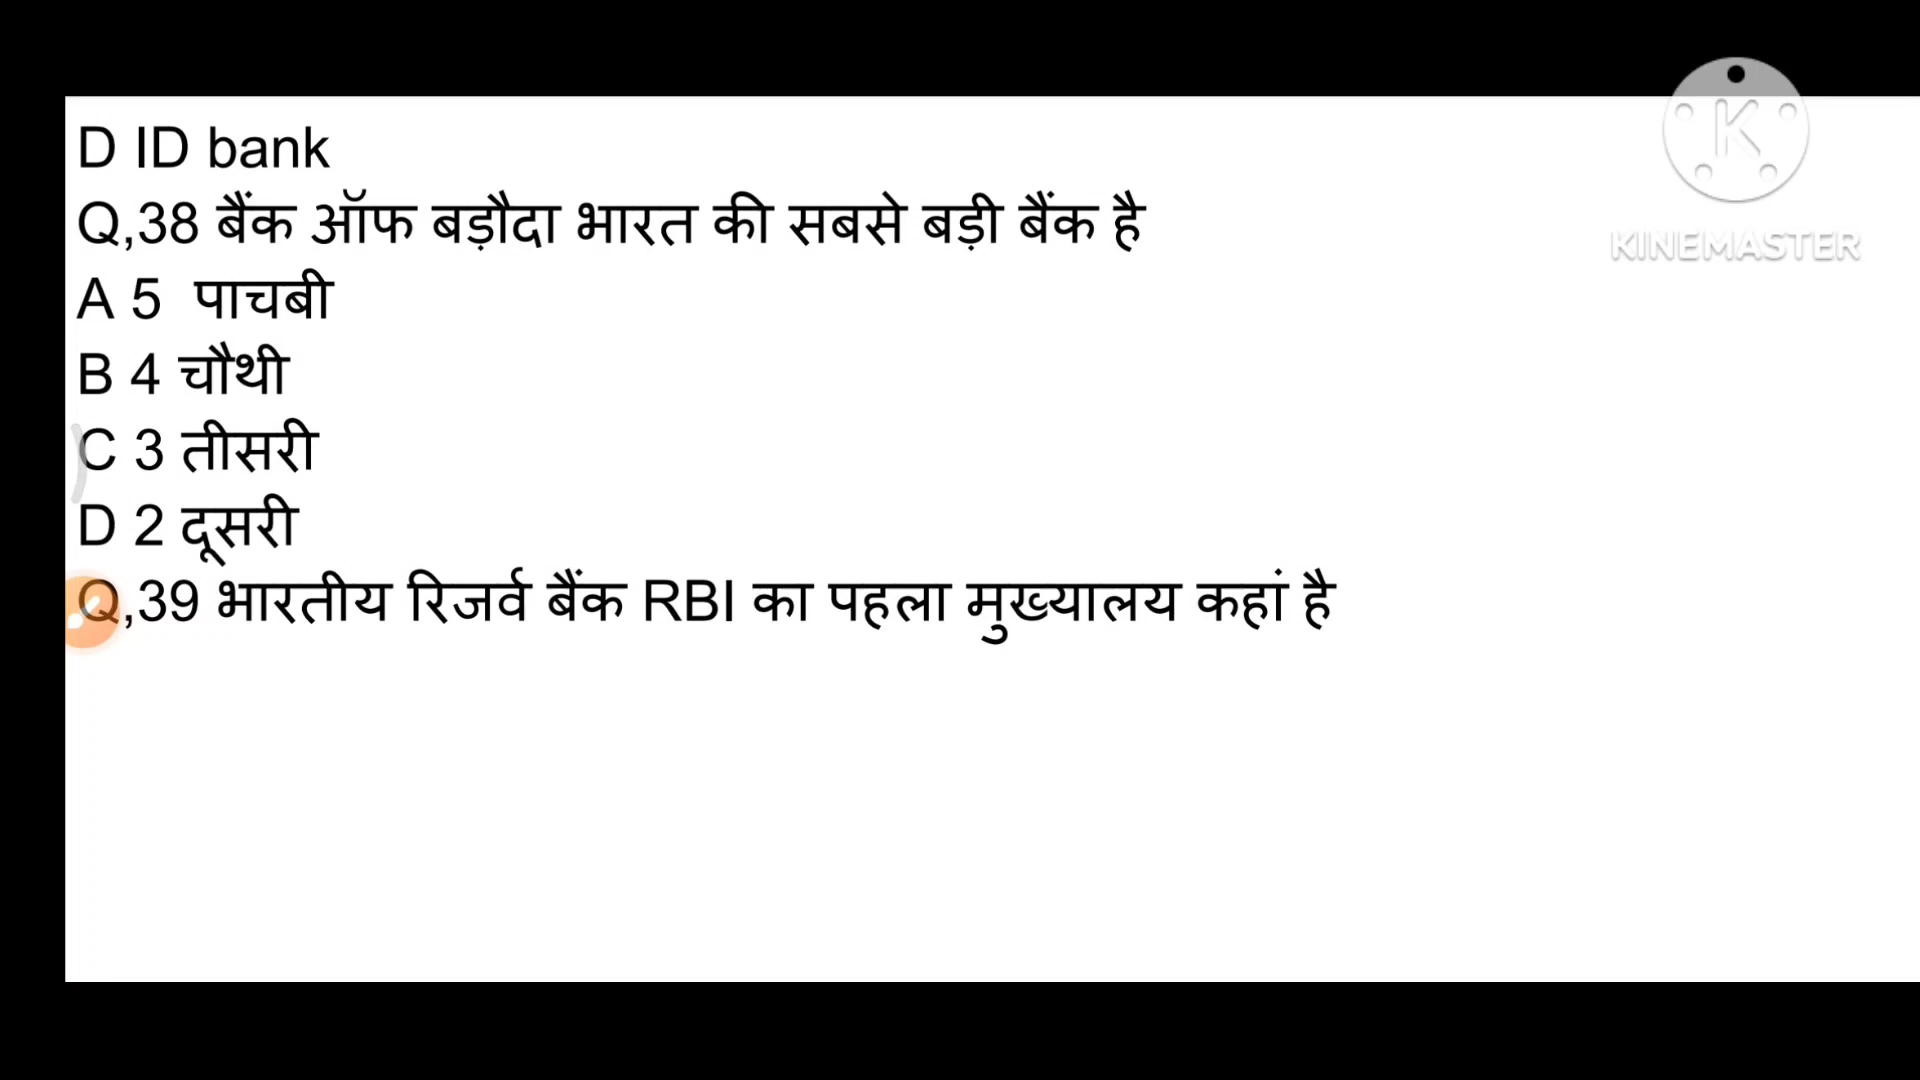 D ID bank
Q,38 बैंक ऑफ बड़ौदा भारत की सबसे बड़ी बैंक है
A 5 पाचबी
B 4 चौथी
C 3 तीसरी
D 2 दूसरी
Q,39 भारतीय रिजर्व बैंक RBI का पहला मुख्यालय कहां है
K
KINEMASTER